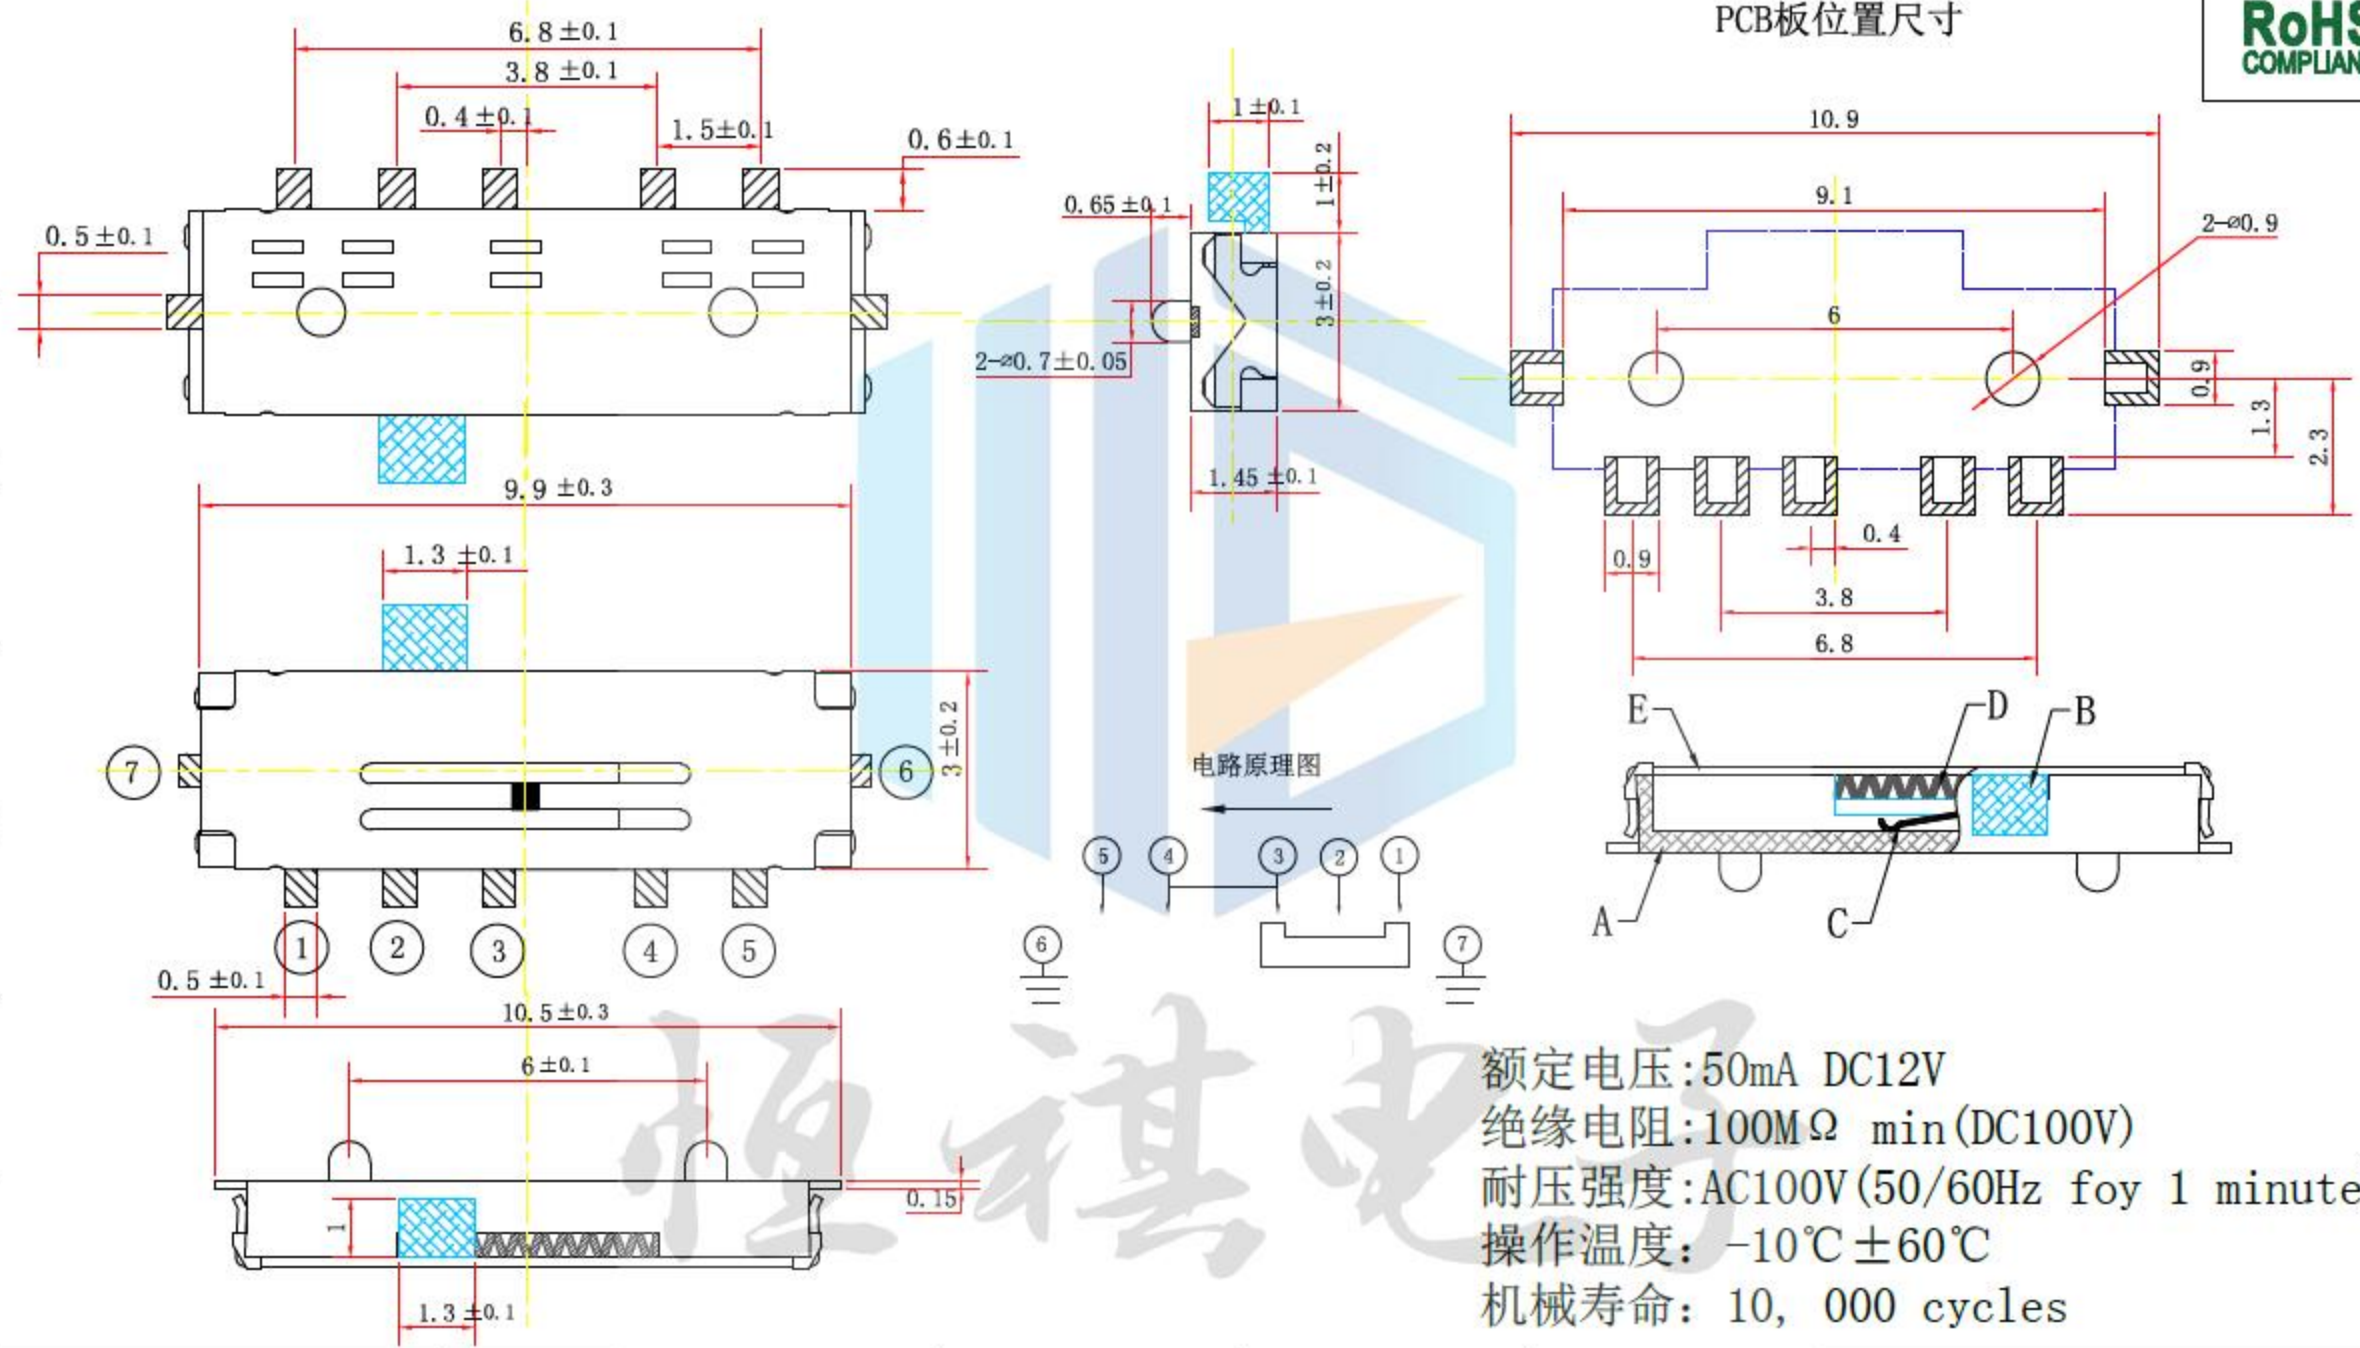 PCB板位置尺寸
RoHS
COMPLIAN
6.8±0.1
3.8±0.1
0.4±0.1
1.5±0.1
0.6±0.1
0.5±0.1
9.9±0.3
1.3±0.1
3±0.2
⑦
⑥
①
②
③
④
⑤
0.5±0.1
10.5±0.3
6±0.1
0.15
1
1.3±0.1
1±0.1
1±0.2
0.65±0.1
3±0.2
2-⌀0.7±0.05
1.45±0.1
10.9
9.1
2-⌀0.9
6
0.9
1.3
2.3
0.4
0.9
3.8
6.8
E
D
B
A
C
电路原理图
⑤ ④ ③ ② ①
⑥ ⑦
恒祺电子
额定电压:50mA DC12V
绝缘电阻:100MΩ min(DC100V)
耐压强度:AC100V(50/60Hz foy 1 minute
操作温度: -10℃±60℃
机械寿命: 10, 000 cycles